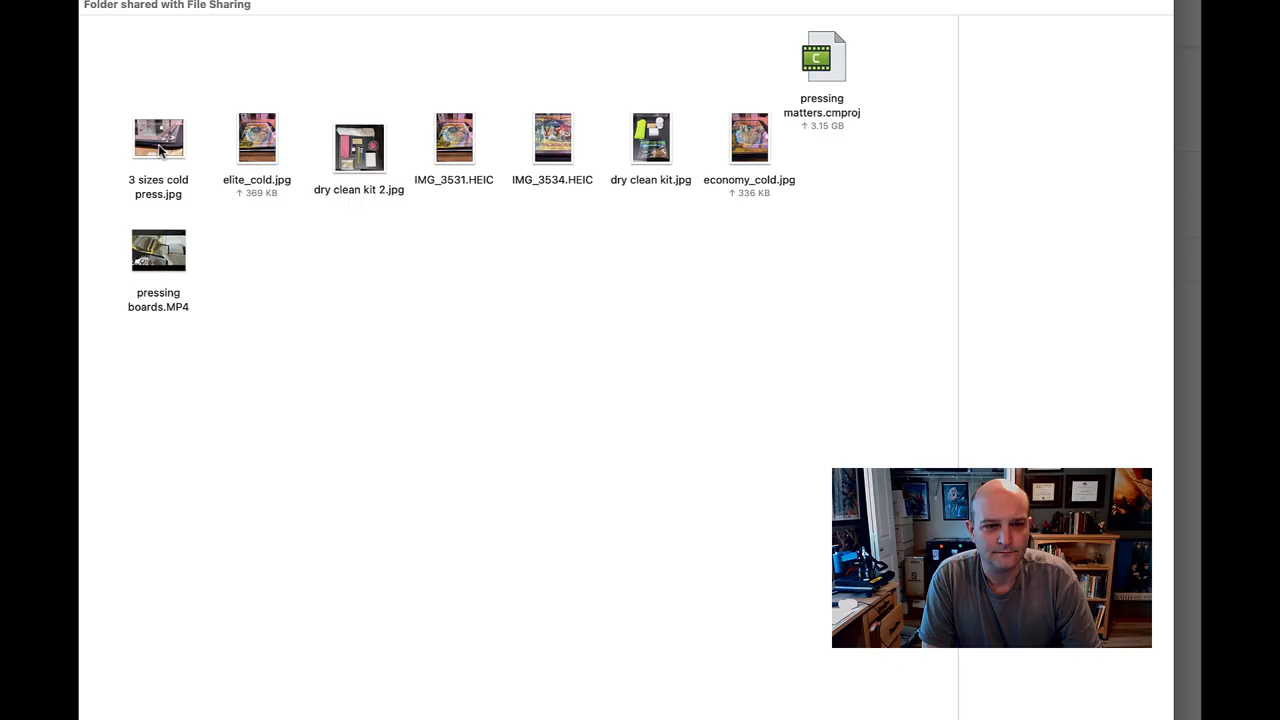 Folder shared with File Sharing
pressing
matters.cmproj
↑ 3.15 GB
3 sizes cold
press.jpg
elite_cold.jpg
↑ 369 KB
dry clean kit 2.jpg
IMG_3531.HEIC
IMG_3534.HEIC
dry clean kit.jpg
economy_cold.jpg
↑ 336 KB
pressing
boards.MP4